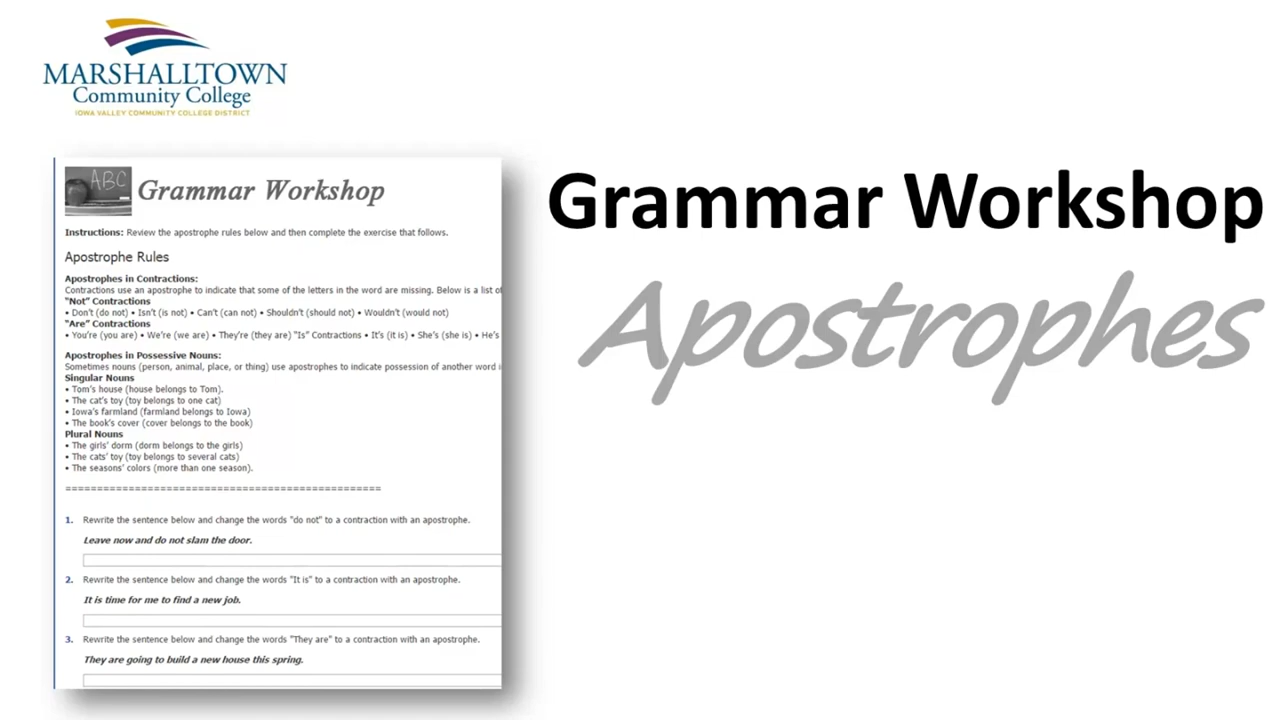 MARSHALLTOWN
Community College
IOWA VALLEY COMMUNITY COLLEGE DISTRICT
ABC
Grammar Workshop
Instructions: Review the apostrophe rules below and then complete the exercise that follows.
Apostrophe Rules
Apostrophes in Contractions:
Contractions use an apostrophe to indicate that some of the letters in the word are missing. Below is a list of
"Not" Contractions
• Don't (do not) • Isn't (is not) • Can't (can not) • Shouldn't (should not) • Wouldn't (would not)
"Are" Contractions
• You're (you are) • We're (we are) • They're (they are) "Is" Contractions • It's (it is) • She's (she is) • He's
Apostrophes in Possessive Nouns:
Sometimes nouns (person, animal, place, or thing) use apostrophes to indicate possession of another word i
Singular Nouns
• Tom's house (house belongs to Tom).
• The cat's toy (toy belongs to one cat)
• Iowa's farmland (farmland belongs to Iowa)
• The book's cover (cover belongs to the book)
Plural Nouns
• The girls' dorm (dorm belongs to the girls)
• The cats' toy (toy belongs to several cats)
• The seasons' colors (more than one season).
==================================================
1. Rewrite the sentence below and change the words "do not" to a contraction with an apostrophe.
Leave now and do not slam the door.
2. Rewrite the sentence below and change the words "It is" to a contraction with an apostrophe.
It is time for me to find a new job.
3. Rewrite the sentence below and change the words "They are" to a contraction with an apostrophe.
They are going to build a new house this spring.
Grammar Workshop
Apostrophes